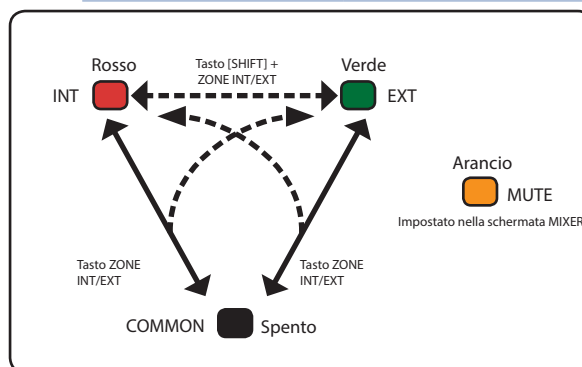 Rosso
Tasto [SHIFT] +
ZONE INT/EXT
Verde
INT
EXT
Arancio
MUTE
Impostato nella schermata MIXER
Tasto ZONE
INT/EXT
Tasto ZONE
INT/EXT
COMMON
Spento